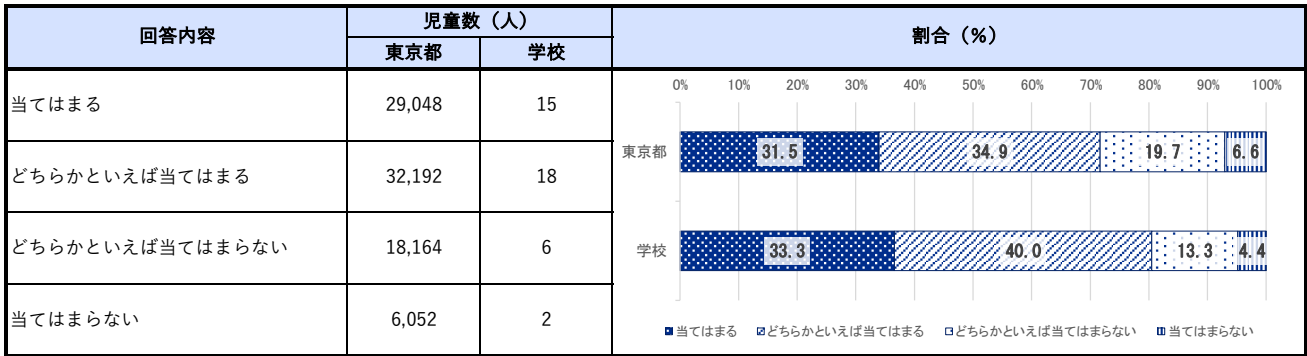 回答内容
児童数（人）
東京都
学校
割合（％）
当てはまる
29,048
15
どちらかといえば当てはまる
32,192
18
どちらかといえば当てはまらない
18,164
6
当てはまらない
6,052
2
0% 10% 20% 30% 40% 50% 60% 70% 80% 90% 100%
東京都
31.5
34.9
19.7
6.6
学校
33.3
40.0
13.3
4.4
当てはまる どちらかといえば当てはまる どちらかといえば当てはまらない 当てはまらない